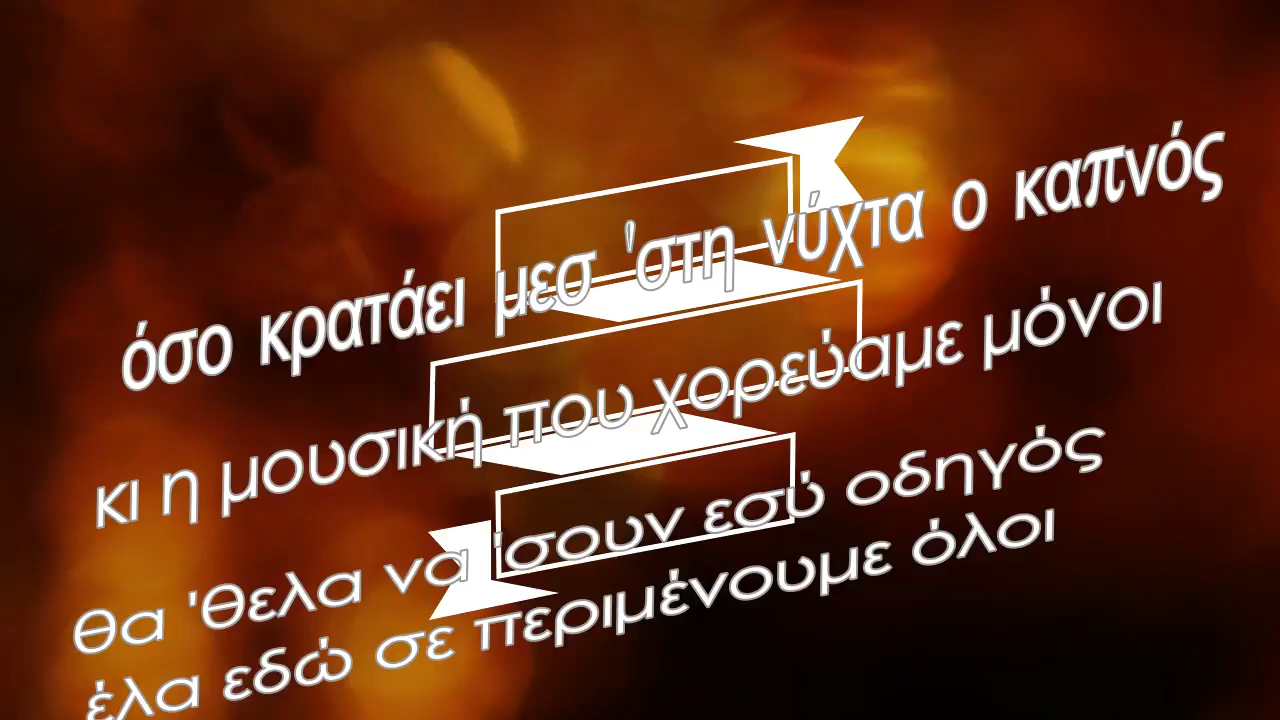 όσο κρατάει μεσ 'στη νύχτα ο καπνός
κι η μουσική που χορεύαμε μόνοι
θα 'θελα να 'σουν εσύ οδηγός
έλα εδώ σε περιμένουμε όλοι